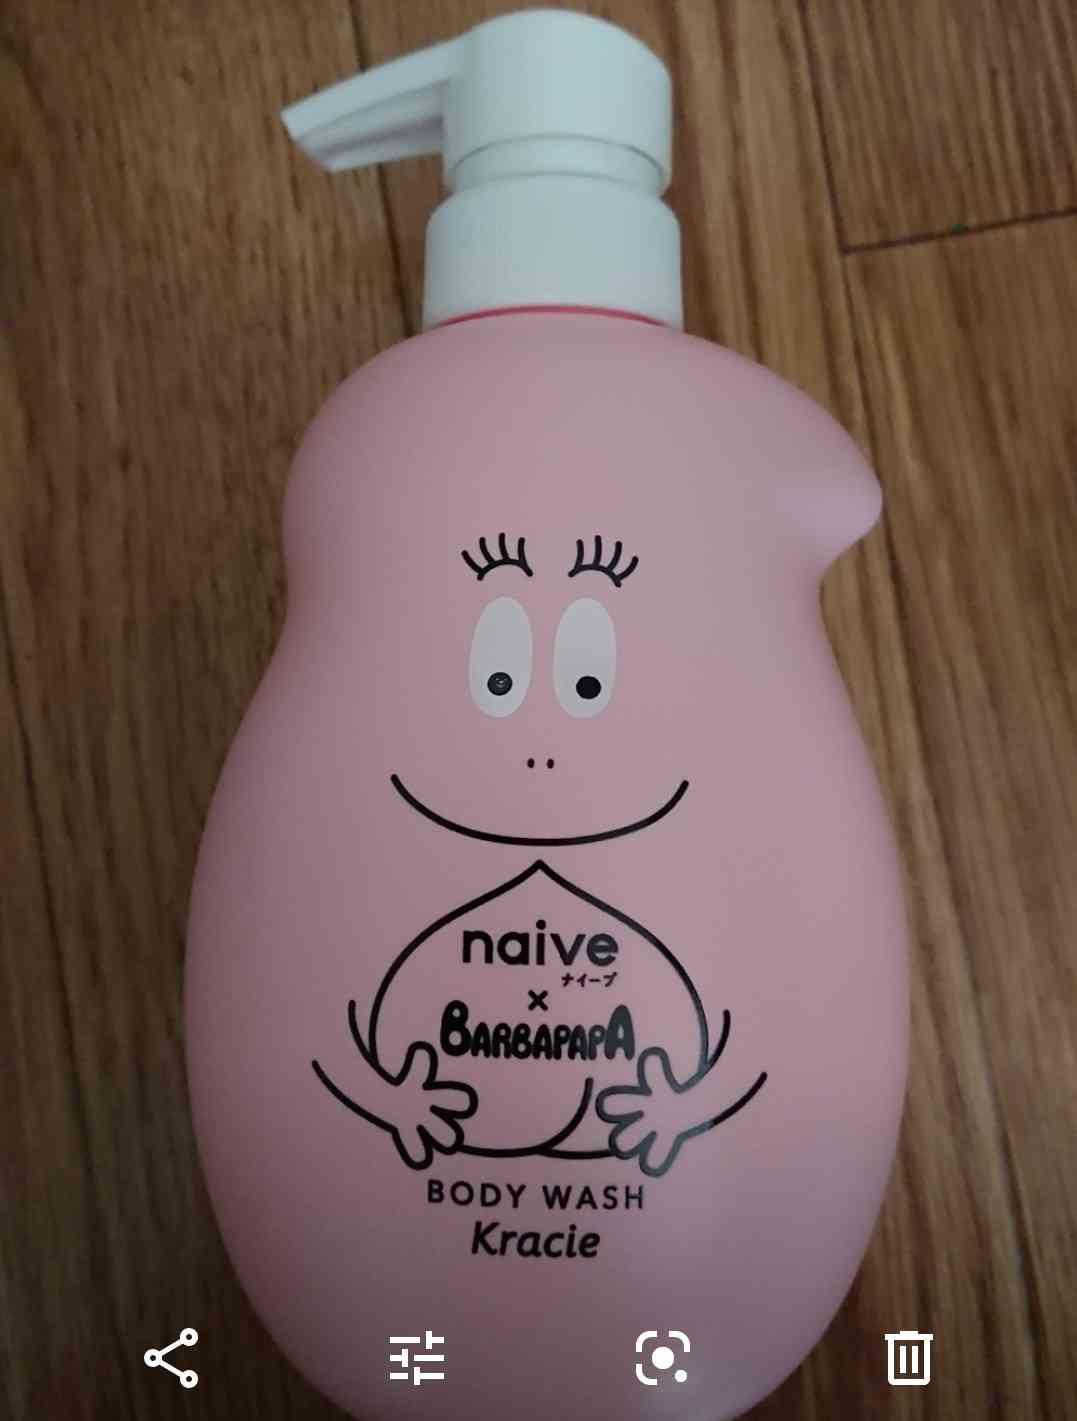 naive
ナイーブ
×
BARBAPAPA
BODY WASH
Kracie